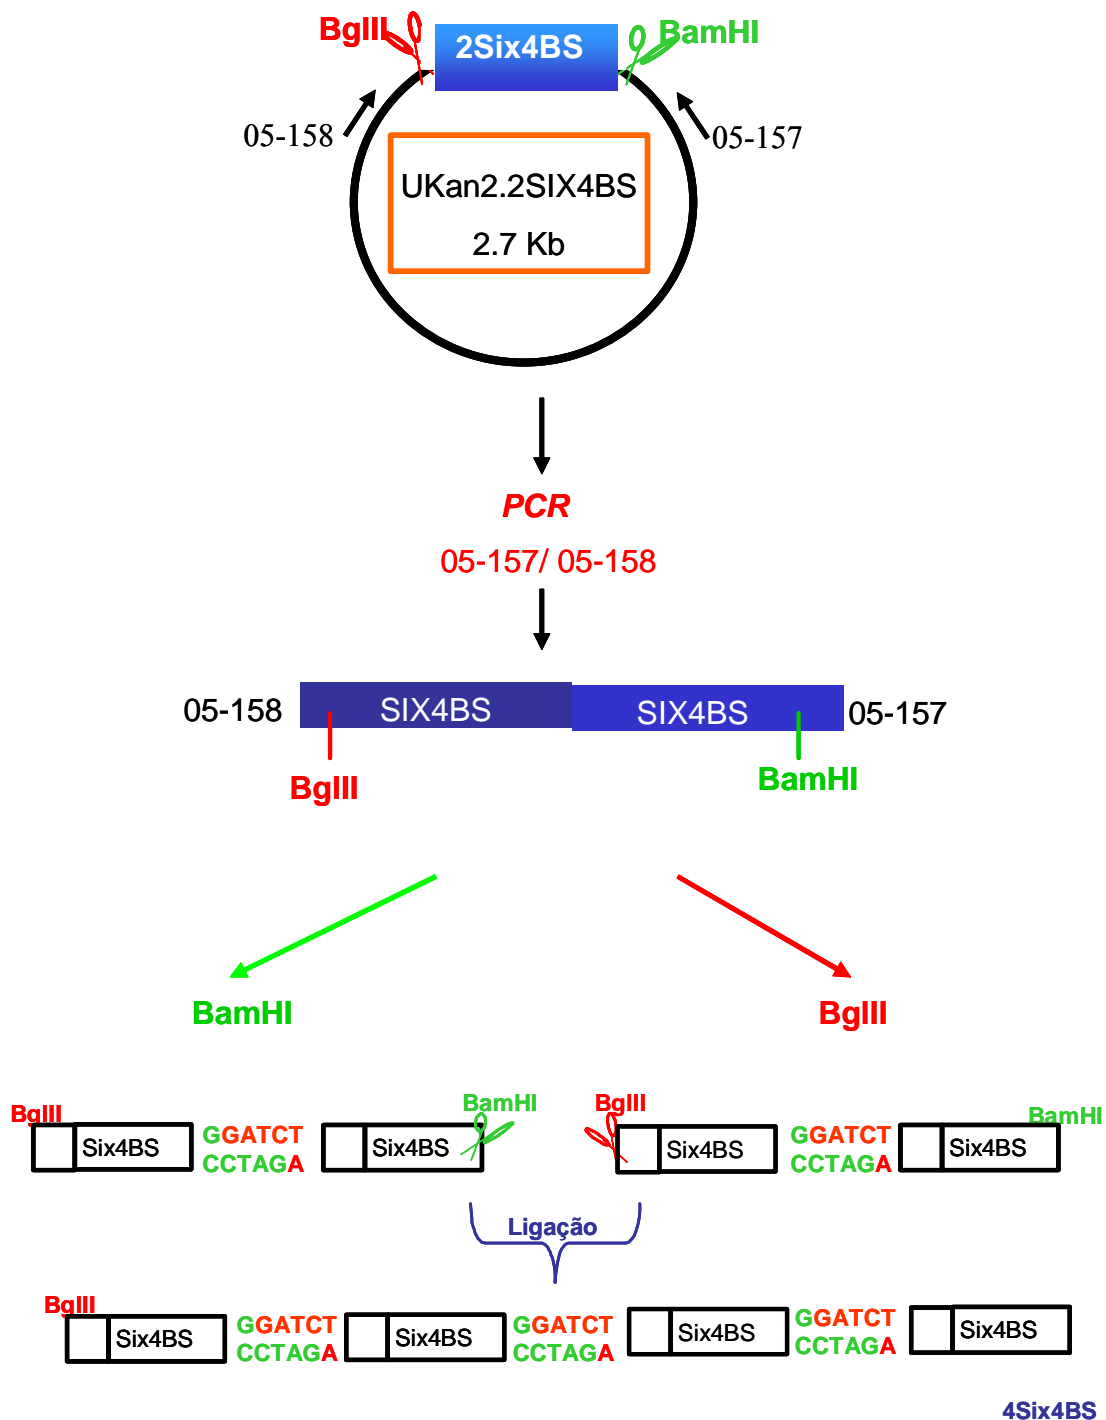 BglII 2Six4BS BamHI
05-158 05-157
UKan2.2SIX4BS
2.7 Kb
PCR
05-157/ 05-158
05-158 SIX4BS SIX4BS 05-157
BglII BamHI
BamHI BglII
BglII BamHI BglII BamHI
Six4BS GGATCT Six4BS Six4BS GGATCT Six4BS
CCTAGA CCTAGA
Ligação
BglII
Six4BS GGATCT Six4BS GGATCT Six4BS GGATCT Six4BS
CCTAGA CCTAGA CCTAGA
4Six4BS